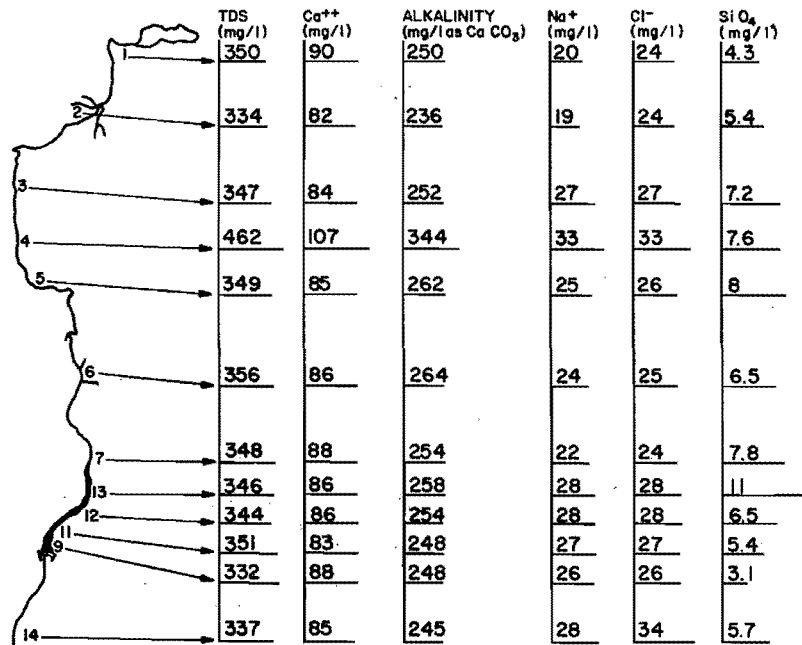 TDS Ca++ ALKALINITY Na+ Cl- SiO4
(mg/l) (mg/l) (mg/l as CaCO3) (mg/l) (mg/l) (mg/l)
1 350 90 250 20 24 4.3
2 334 82 236 19 24 5.4
3 347 84 252 27 27 7.2
4 462 107 344 33 33 7.6
5 349 85 262 25 26 8
6 356 86 264 24 25 6.5
7 348 88 254 22 24 7.8
13 346 86 258 28 28 11
12 344 86 254 28 28 6.5
11 351 83 248 27 27 5.4
9 332 88 248 26 26 3.1
14 337 85 245 28 34 5.7